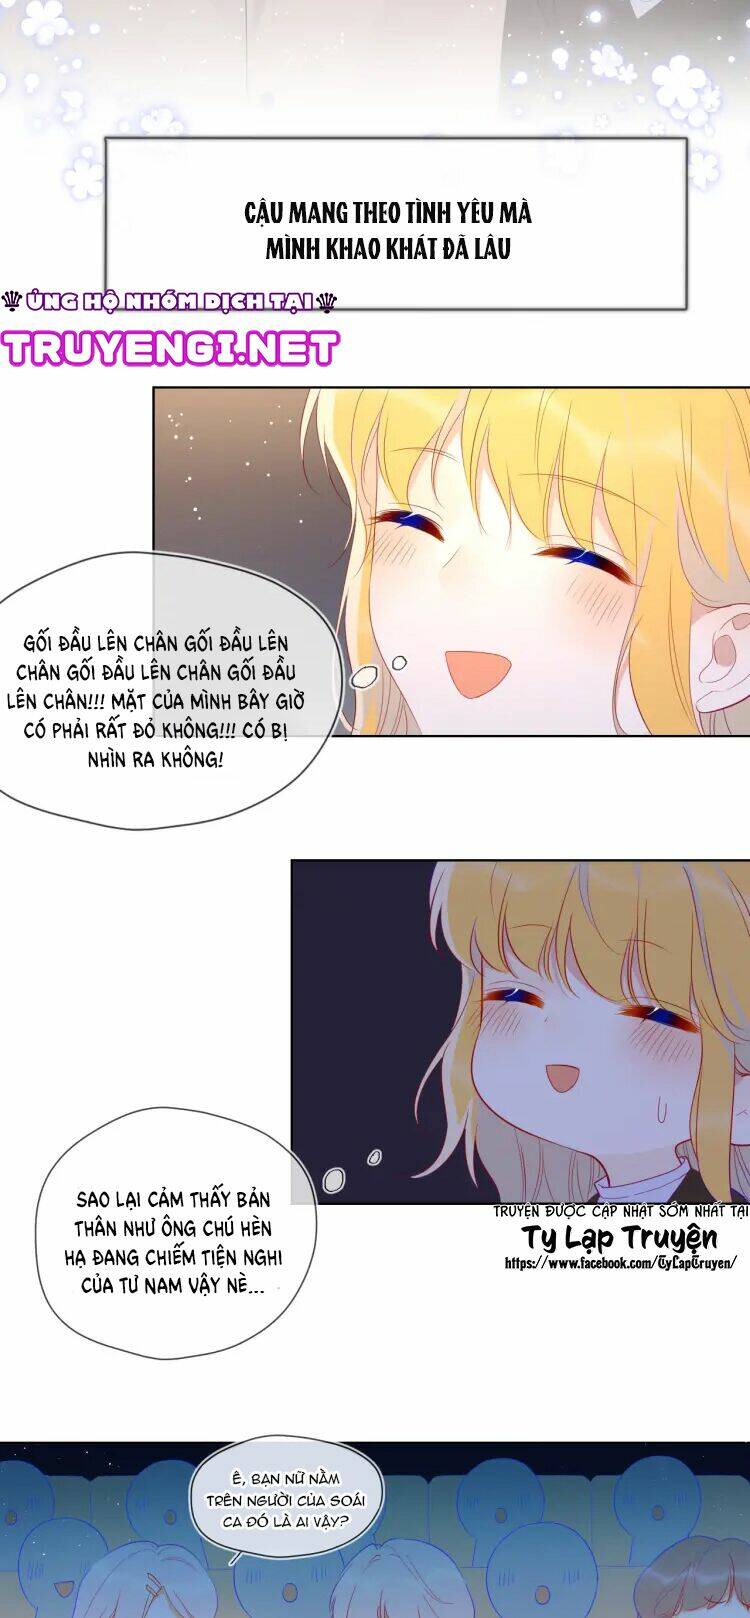 CẬU MANG THEO TÌNH YÊU MÀ
MÌNH KHAO KHÁT ĐÃ LÂU
ỦNG HỘ NHÓM DỊCH TẠI
TRUYENGI.NET
GỐI ĐẦU LÊN CHÂN GỐI ĐẦU LÊN
CHÂN GỐI ĐẦU LÊN CHÂN GỐI ĐẦU
LÊN CHÂN!!! MẶT CỦA MÌNH BÂY GIỜ
CÓ PHẢI RẤT ĐỎ KHÔNG!!! CÓ BỊ
NHÌN RA KHÔNG!
SAO LẠI CẢM THẤY BẢN
THÂN NHƯ ÔNG CHÚ HÈN
HẠ ĐANG CHIẾM TIỆN NGHI
CỦA TƯ NAM VẬY NÈ...
TRUYỆN ĐƯỢC CẬP NHẬT SỚM NHẤT TẠI
Ty Lạp Truyện
https://www.facebook.com/TyLapTruyen/
Ê, BẠN NỮ NẰM
TRÊN NGƯỜI CỦA SOÁI
CA ĐÓ LÀ AI VẬY?